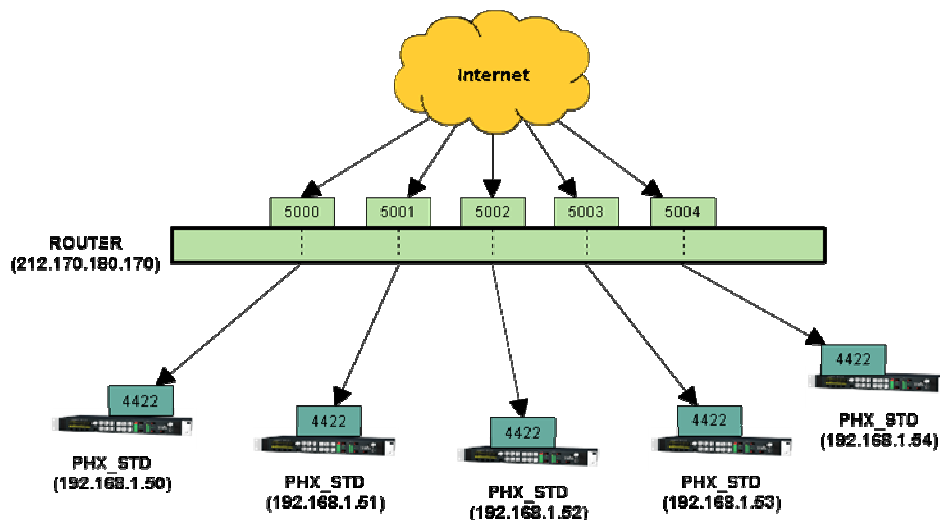 Internet
5000 5001 5002 5003 5004
ROUTER
(212.170.180.170)
4422
PHX_STD
(192.168.1.50)
4422
PHX_STD
(192.168.1.51)
4422
PHX_STD
(192.168.1.52)
4422
PHX_STD
(192.168.1.53)
4422
PHX_STD
(192.168.1.54)